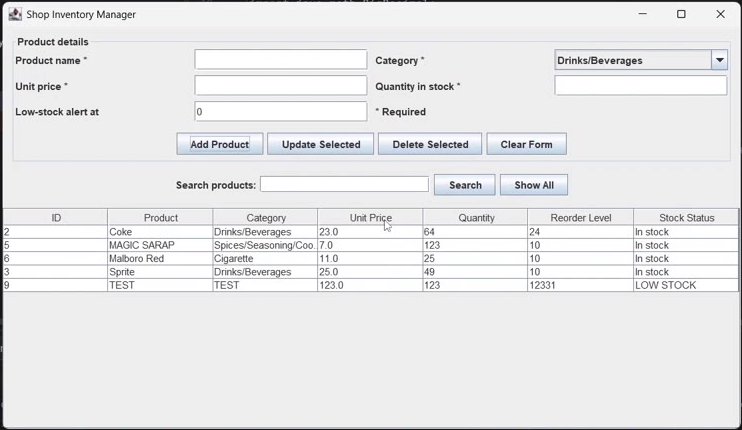 Shop Inventory Manager
Product details
Product name * Category * Drinks/Beverages
Unit price * Quantity in stock *
Low-stock alert at 0 * Required
Add Product Update Selected Delete Selected Clear Form
Search products: Search Show All
ID Product Category Unit Price Quantity Reorder Level Stock Status
2 Coke Drinks/Beverages 23.0 64 24 In stock
5 MAGIC SARAP Spices/Seasoning/Coo... 7.0 123 10 In stock
6 Malboro Red Cigarette 11.0 25 10 In stock
3 Sprite Drinks/Beverages 25.0 49 10 In stock
9 TEST TEST 123.0 123 12331 LOW STOCK